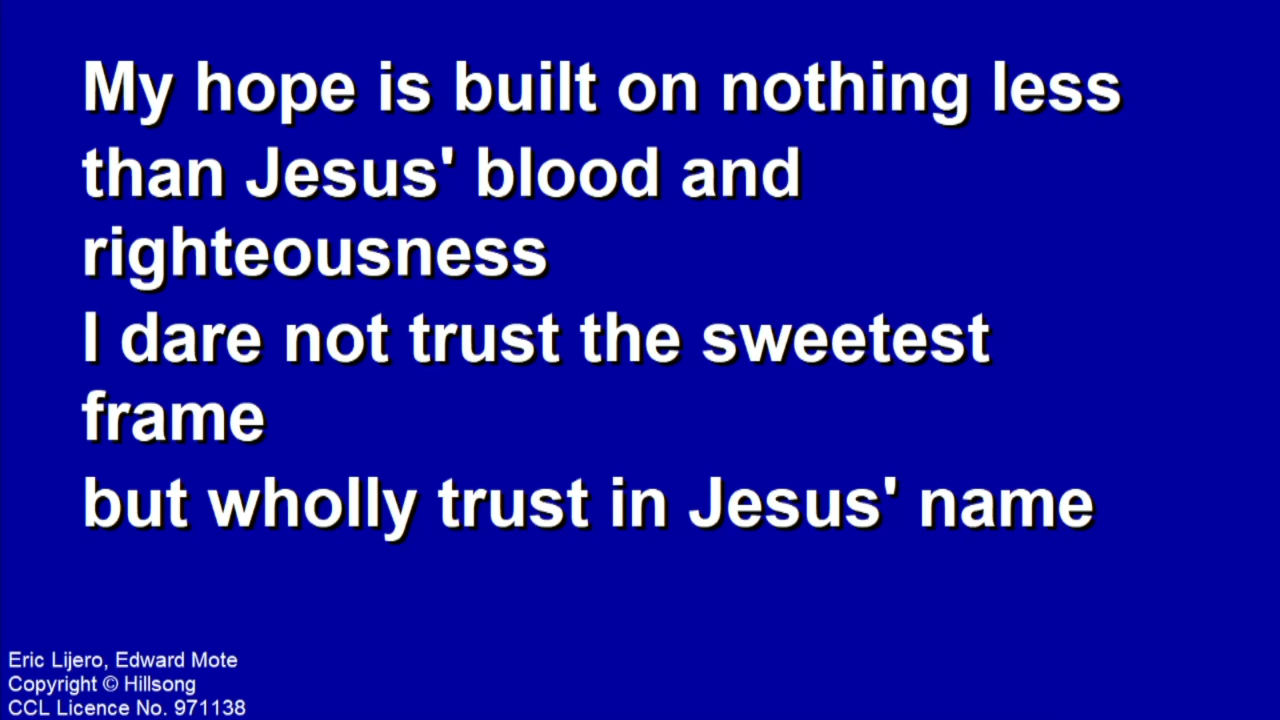 My hope is built on nothing less
than Jesus' blood and
righteousness
I dare not trust the sweetest
frame
but wholly trust in Jesus' name
Eric Lijero, Edward Mote
Copyright © Hillsong
CCL Licence No. 971138